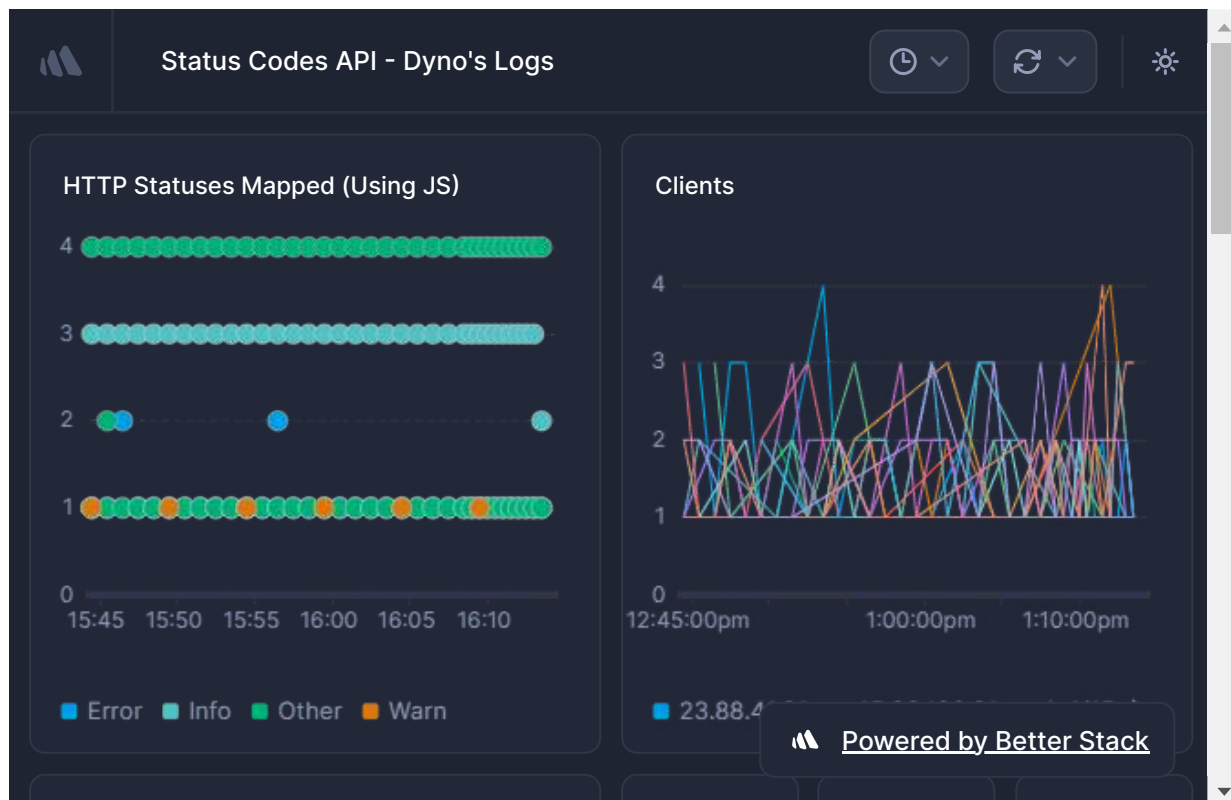 Status Codes API - Dyno's Logs
HTTP Statuses Mapped (Using JS)
4
3
2
1
0
15:45 15:50 15:55 16:00 16:05 16:10
Error Info Other Warn
Clients
4
3
2
1
0
12:45:00pm 1:00:00pm 1:10:00pm
Powered by Better Stack